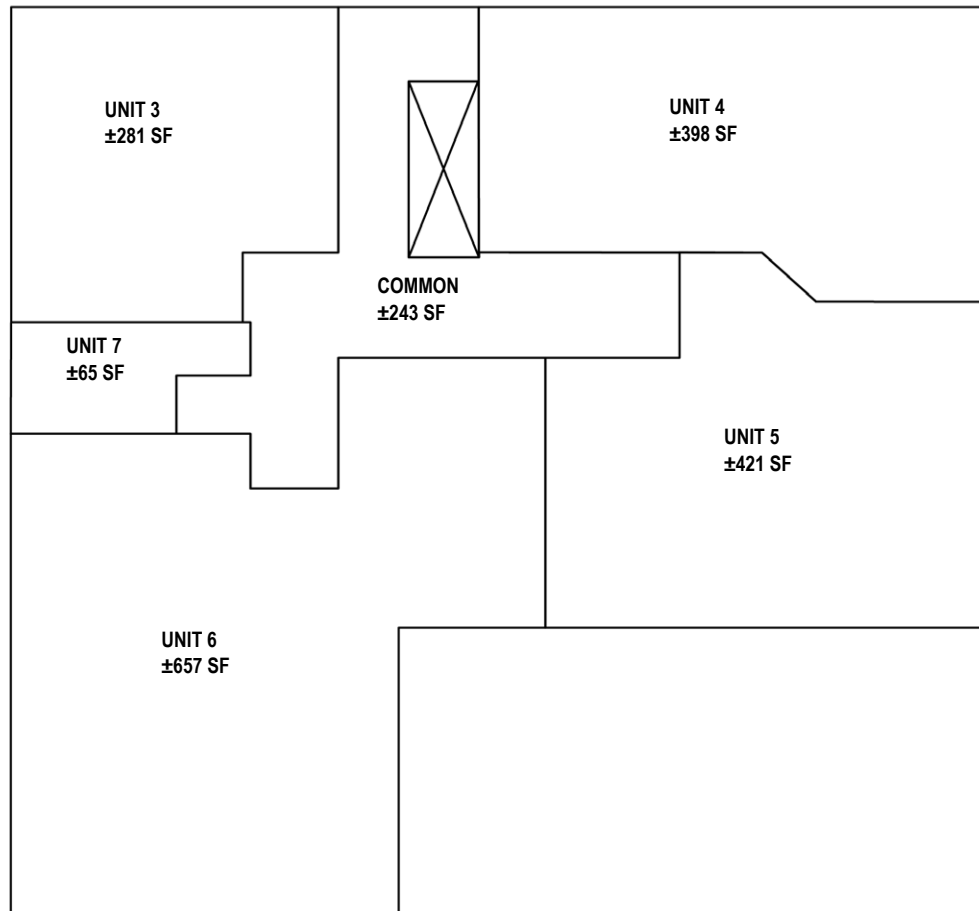 UNIT 3
±281 SF
UNIT 4
±398 SF
COMMON
±243 SF
UNIT 7
±65 SF
UNIT 5
±421 SF
UNIT 6
±657 SF